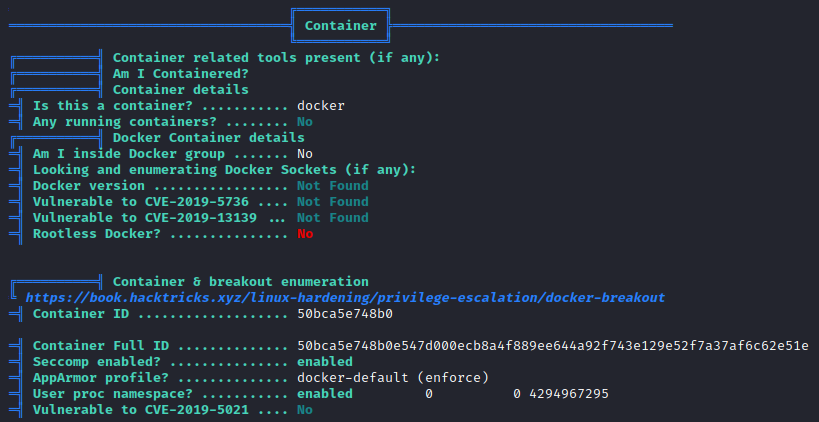 Container
Container related tools present (if any):
Am I Containered?
Container details
Is this a container? ........... docker
Any running containers? ........ No
Docker Container details
Am I inside Docker group ....... No
Looking and enumerating Docker Sockets (if any):
Docker version ................. Not Found
Vulnerable to CVE-2019-5736 .... Not Found
Vulnerable to CVE-2019-13139 ... Not Found
Rootless Docker? ............... No
Container & breakout enumeration
https://book.hacktricks.xyz/linux-hardening/privilege-escalation/docker-breakout
Container ID ................... 50bca5e748b0
Container Full ID .............. 50bca5e748b0e547d000ecb8a4f889ee644a92f743e129e52f7a37af6c62e51e
Seccomp enabled? ............... enabled
AppArmor profile? .............. docker-default (enforce)
User proc namespace? ........... enabled         0          0 4294967295
Vulnerable to CVE-2019-5021 .... No